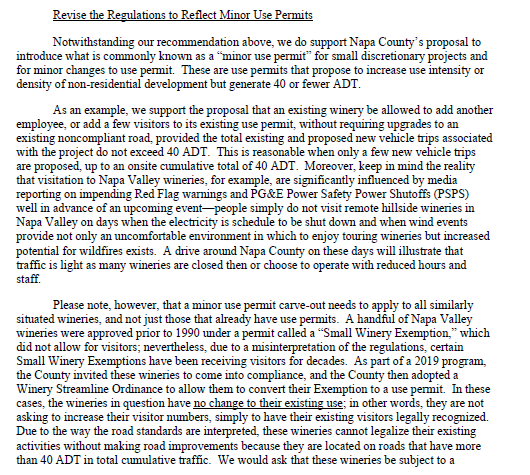 Revise the Regulations to Reflect Minor Use Permits
Notwithstanding our recommendation above, we do support Napa County's proposal to
introduce what is commonly known as a "minor use permit" for small discretionary projects and
for minor changes to use permit. These are use permits that propose to increase use intensity or
density of non-residential development but generate 40 or fewer ADT.
As an example, we support the proposal that an existing winery be allowed to add another
employee, or add a few visitors to its existing use permit, without requiring upgrades to an
existing noncompliant road, provided the total existing and proposed new vehicle trips associated
with the project do not exceed 40 ADT. This is reasonable when only a few new vehicle trips
are proposed, up to an onsite cumulative total of 40 ADT. Moreover, keep in mind the reality
that visitation to Napa Valley wineries, for example, are significantly influenced by media
reporting on impending Red Flag warnings and PG&E Power Safety Power Shutoffs (PSPS)
well in advance of an upcoming event—people simply do not visit remote hillside wineries in
Napa Valley on days when the electricity is schedule to be shut down and when wind events
provide not only an uncomfortable environment in which to enjoy touring wineries but increased
potential for wildfires exists. A drive around Napa County on these days will illustrate that
traffic is light as many wineries are closed then or choose to operate with reduced hours and
staff.
Please note, however, that a minor use permit carve-out needs to apply to all similarly
situated wineries, and not just those that already have use permits. A handful of Napa Valley
wineries were approved prior to 1990 under a permit called a "Small Winery Exemption," which
did not allow for visitors; nevertheless, due to a misinterpretation of the regulations, certain
Small Winery Exemptions have been receiving visitors for decades. As part of a 2019 program,
the County invited these wineries to come into compliance, and the County then adopted a
Winery Streamline Ordinance to allow them to convert their Exemption to a use permit. In these
cases, the wineries in question have no change to their existing use; in other words, they are not
asking to increase their visitor numbers, simply to have their existing visitors legally recognized.
Due to the way the road standards are interpreted, these wineries cannot legalize their existing
activities without making road improvements because they are located on roads that have more
than 40 ADT in total cumulative traffic. We would ask that these wineries be subject to a